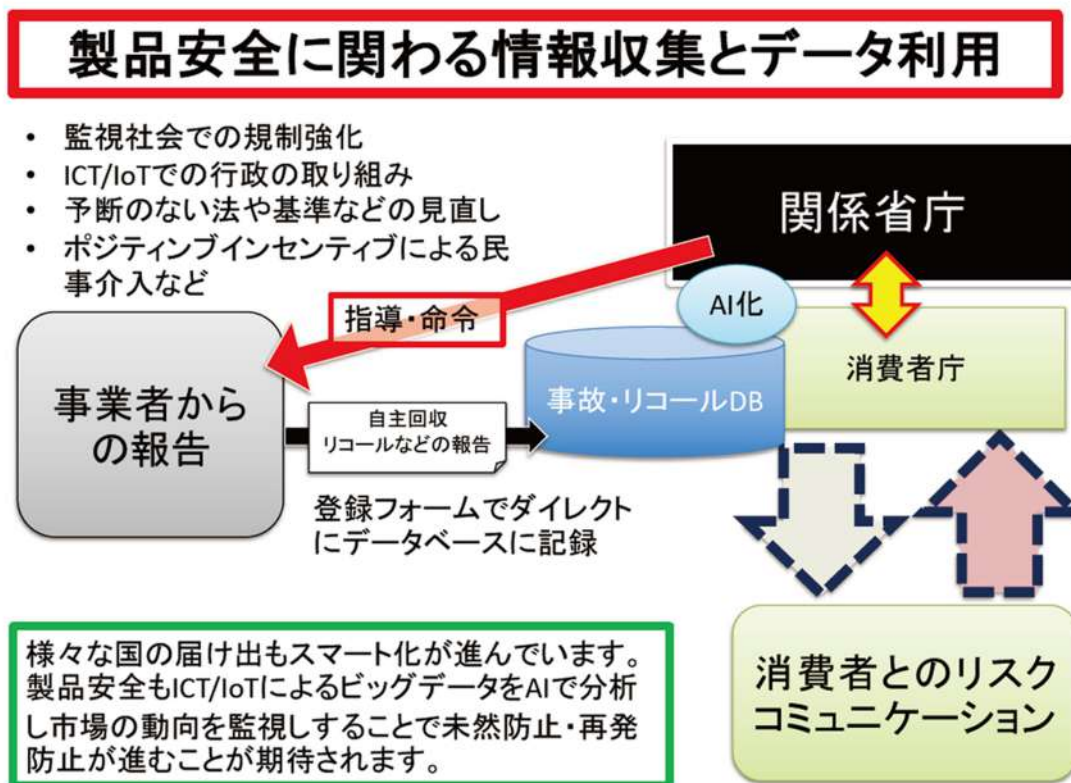 製品安全に関わる情報収集とデータ利用
• 監視社会での規制強化
• ICT/IoTでの行政の取り組み
• 予断のない法や基準などの見直し
• ポジティンブインセンティブによる民
事介入など
関係省庁
AI化
指導・命令
消費者庁
事故・リコールDB
事業者から
の報告
自主回収
リコールなどの報告
登録フォームでダイレクト
にデータベースに記録
様々な国の届け出もスマート化が進んでいます。
製品安全もICT/IoTによるビッグデータをAIで分析
し市場の動向を監視しすることで未然防止・再発
防止が進むことが期待されます。
消費者とのリスク
コミュニケーション